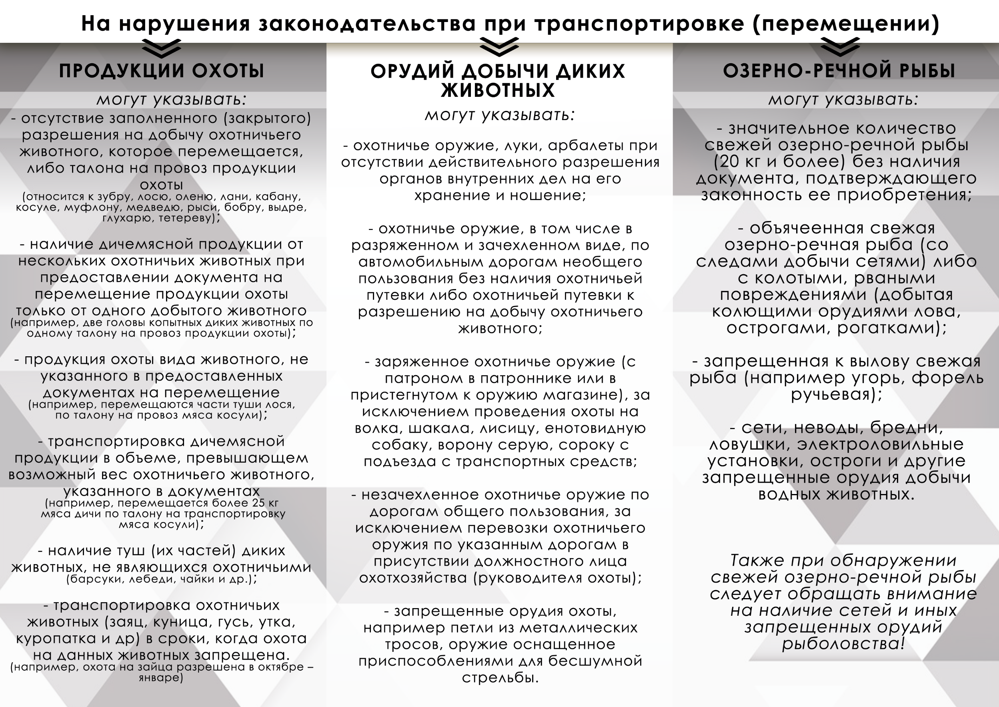 На нарушения законодательства при транспортировке (перемещении)
ПРОДУКЦИИ ОХОТЫ
могут указывать:
- отсутствие заполненного (закрытого)
разрешения на добычу охотничьего
животного, которое перемещается,
либо талона на провоз продукции
охоты
(относится к зубру, лосю, оленю, лани, кабану,
косуле, муфлону, медведю, рыси, бобру, выдре,
глухарю, тетереву);
- наличие дичемясной продукции от
нескольких охотничьих животных при
предоставлении документа на
перемещение продукции охоты
только от одного добытого животного
(например, две головы копытных диких животных по
одному талону на провоз продукции охоты);
- продукция охоты вида животного, не
указанного в предоставленных
документах на перемещение
(например, перемещаются части туши лося,
по талону на провоз мяса косули);
- транспортировка дичемясной
продукции в объеме, превышающем
возможный вес охотничьего животного,
указанного в документах
(например, перемещается более 25 кг
мяса дичи по талону на транспортировку
мяса косули);
- наличие туш (их частей) диких
животных, не являющихся охотничьими
(барсуки, лебеди, чайки и др.);
- транспортировка охотничьих
животных (заяц, куница, гусь, утка,
куропатка и др) в сроки, когда охота
на данных животных запрещена.
(например, охота на зайца разрешена в октябре –
январе)
ОРУДИЙ ДОБЫЧИ ДИКИХ
ЖИВОТНЫХ
могут указывать:
- охотничье оружие, луки, арбалеты при
отсутствии действительного разрешения
органов внутренних дел на его
хранение и ношение;
- охотничье оружие, в том числе в
разряженном и зачехленном виде, по
автомобильным дорогам необщего
пользования без наличия охотничьей
путевки либо охотничьей путевки к
разрешению на добычу охотничьего
животного;
- заряженное охотничье оружие (с
патроном в патроннике или в
пристегнутом к оружию магазине), за
исключением проведения охоты на
волка, шакала, лисицу, енотовидную
собаку, ворону серую, сороку с
подъезда с транспортных средств;
- незачехленное охотничье оружие по
дорогам общего пользования, за
исключением перевозки охотничьего
оружия по указанным дорогам в
присутствии должностного лица
охотхозяйства (руководителя охоты);
- запрещенные орудия охоты,
например петли из металлических
тросов, оружие оснащенное
приспособлениями для бесшумной
стрельбы.
ОЗЕРНО-РЕЧНОЙ РЫБЫ
могут указывать:
- значительное количество
свежей озерно-речной рыбы
(20 кг и более) без наличия
документа, подтверждающего
законность ее приобретения;
- объячеенная свежая
озерно-речная рыба (со
следами добычи сетями) либо
с колотыми, рваными
повреждениями (добытая
колющими орудиями лова,
острогами, рогатками);
- запрещенная к вылову свежая
рыба (например угорь, форель
ручьевая);
- сети, неводы, бредни,
ловушки, электроловильные
установки, остроги и другие
запрещенные орудия добычи
водных животных.
Также при обнаружении
свежей озерно-речной рыбы
следует обращать внимание
на наличие сетей и иных
запрещенных орудий
рыболовства!